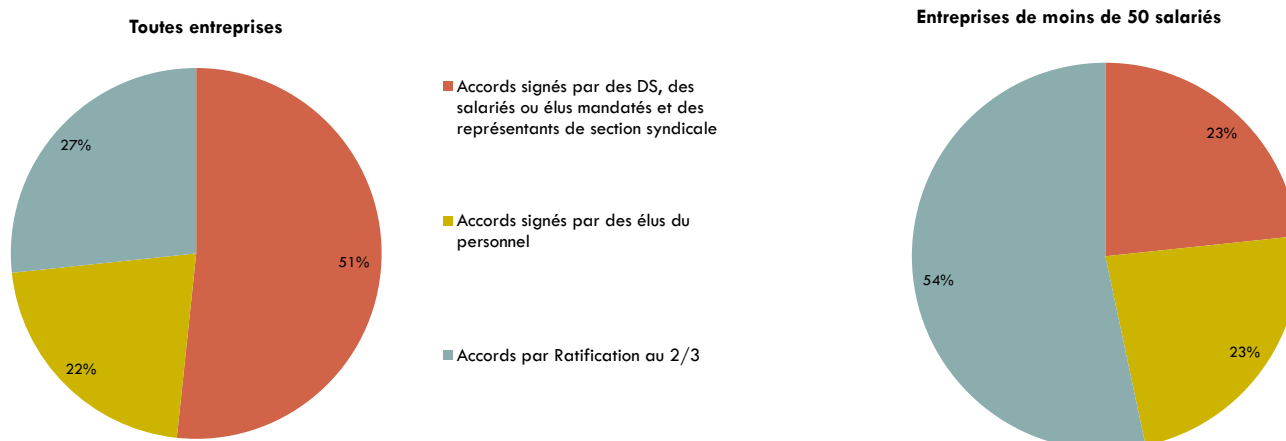 Toutes entreprises
27%
51%
22%
Accords signés par des DS, des
salariés ou élus mandatés et des
représentants de section syndicale
Accords signés par des élus du
personnel
Accords par Ratification au 2/3
Entreprises de moins de 50 salariés
23%
54%
23%